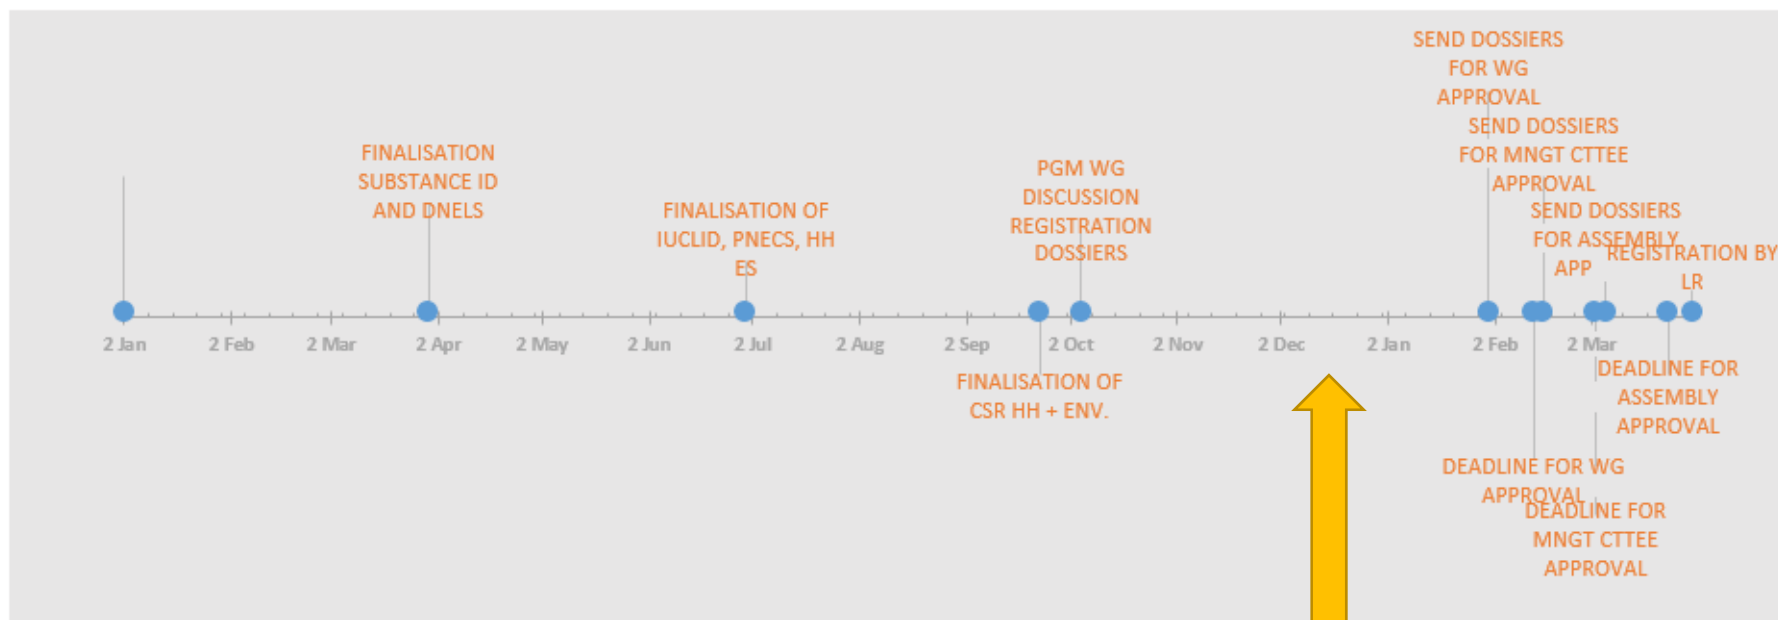 SEND DOSSIERS
FOR WG
APPROVAL
SEND DOSSIERS
FOR MNGT CTTEE
APPROVAL
FINALISATION
SUBSTANCE ID
AND DNELS
PGM WG
DISCUSSION
REGISTRATION
DOSSIERS
FINALISATION OF
IUCLID, PNECS, HH
ES
SEND DOSSIERS
FOR ASSEMBLY
APP
REGISTRATION BY
LR
2 Jan
2 Feb
2 Mar
2 Apr
2 May
2 Jun
2 Jul
2 Aug
2 Sep
2 Oct
2 Nov
2 Dec
2 Jan
2 Feb
2 Mar
FINALISATION OF
CSR HH + ENV.
DEADLINE FOR
ASSEMBLY
APPROVAL
DEADLINE FOR WG
APPROVAL
DEADLINE FOR
MNGT CTTEE
APPROVAL